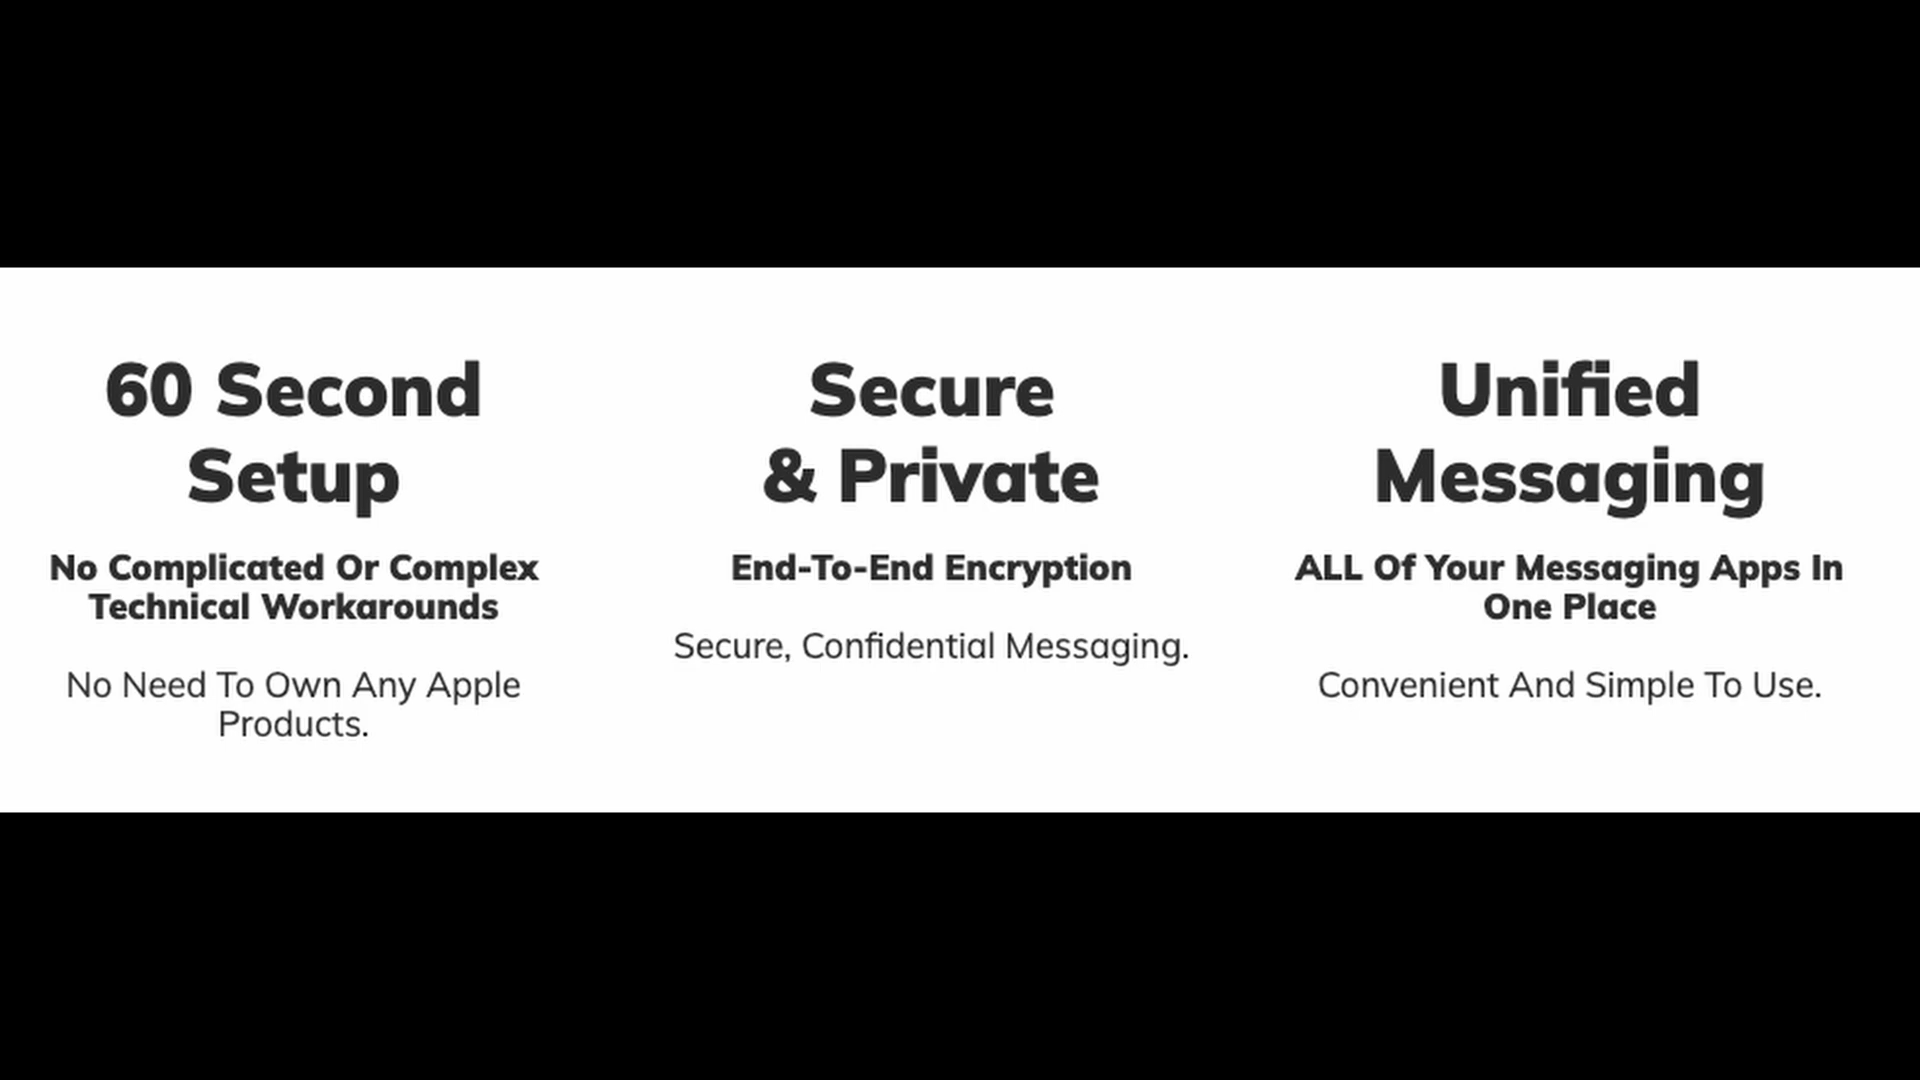 60 Second
Setup
No Complicated Or Complex
Technical Workarounds
No Need To Own Any Apple
Products.
Secure
& Private
End-To-End Encryption
Secure, Confidential Messaging.
Unified
Messaging
ALL Of Your Messaging Apps In
One Place
Convenient And Simple To Use.